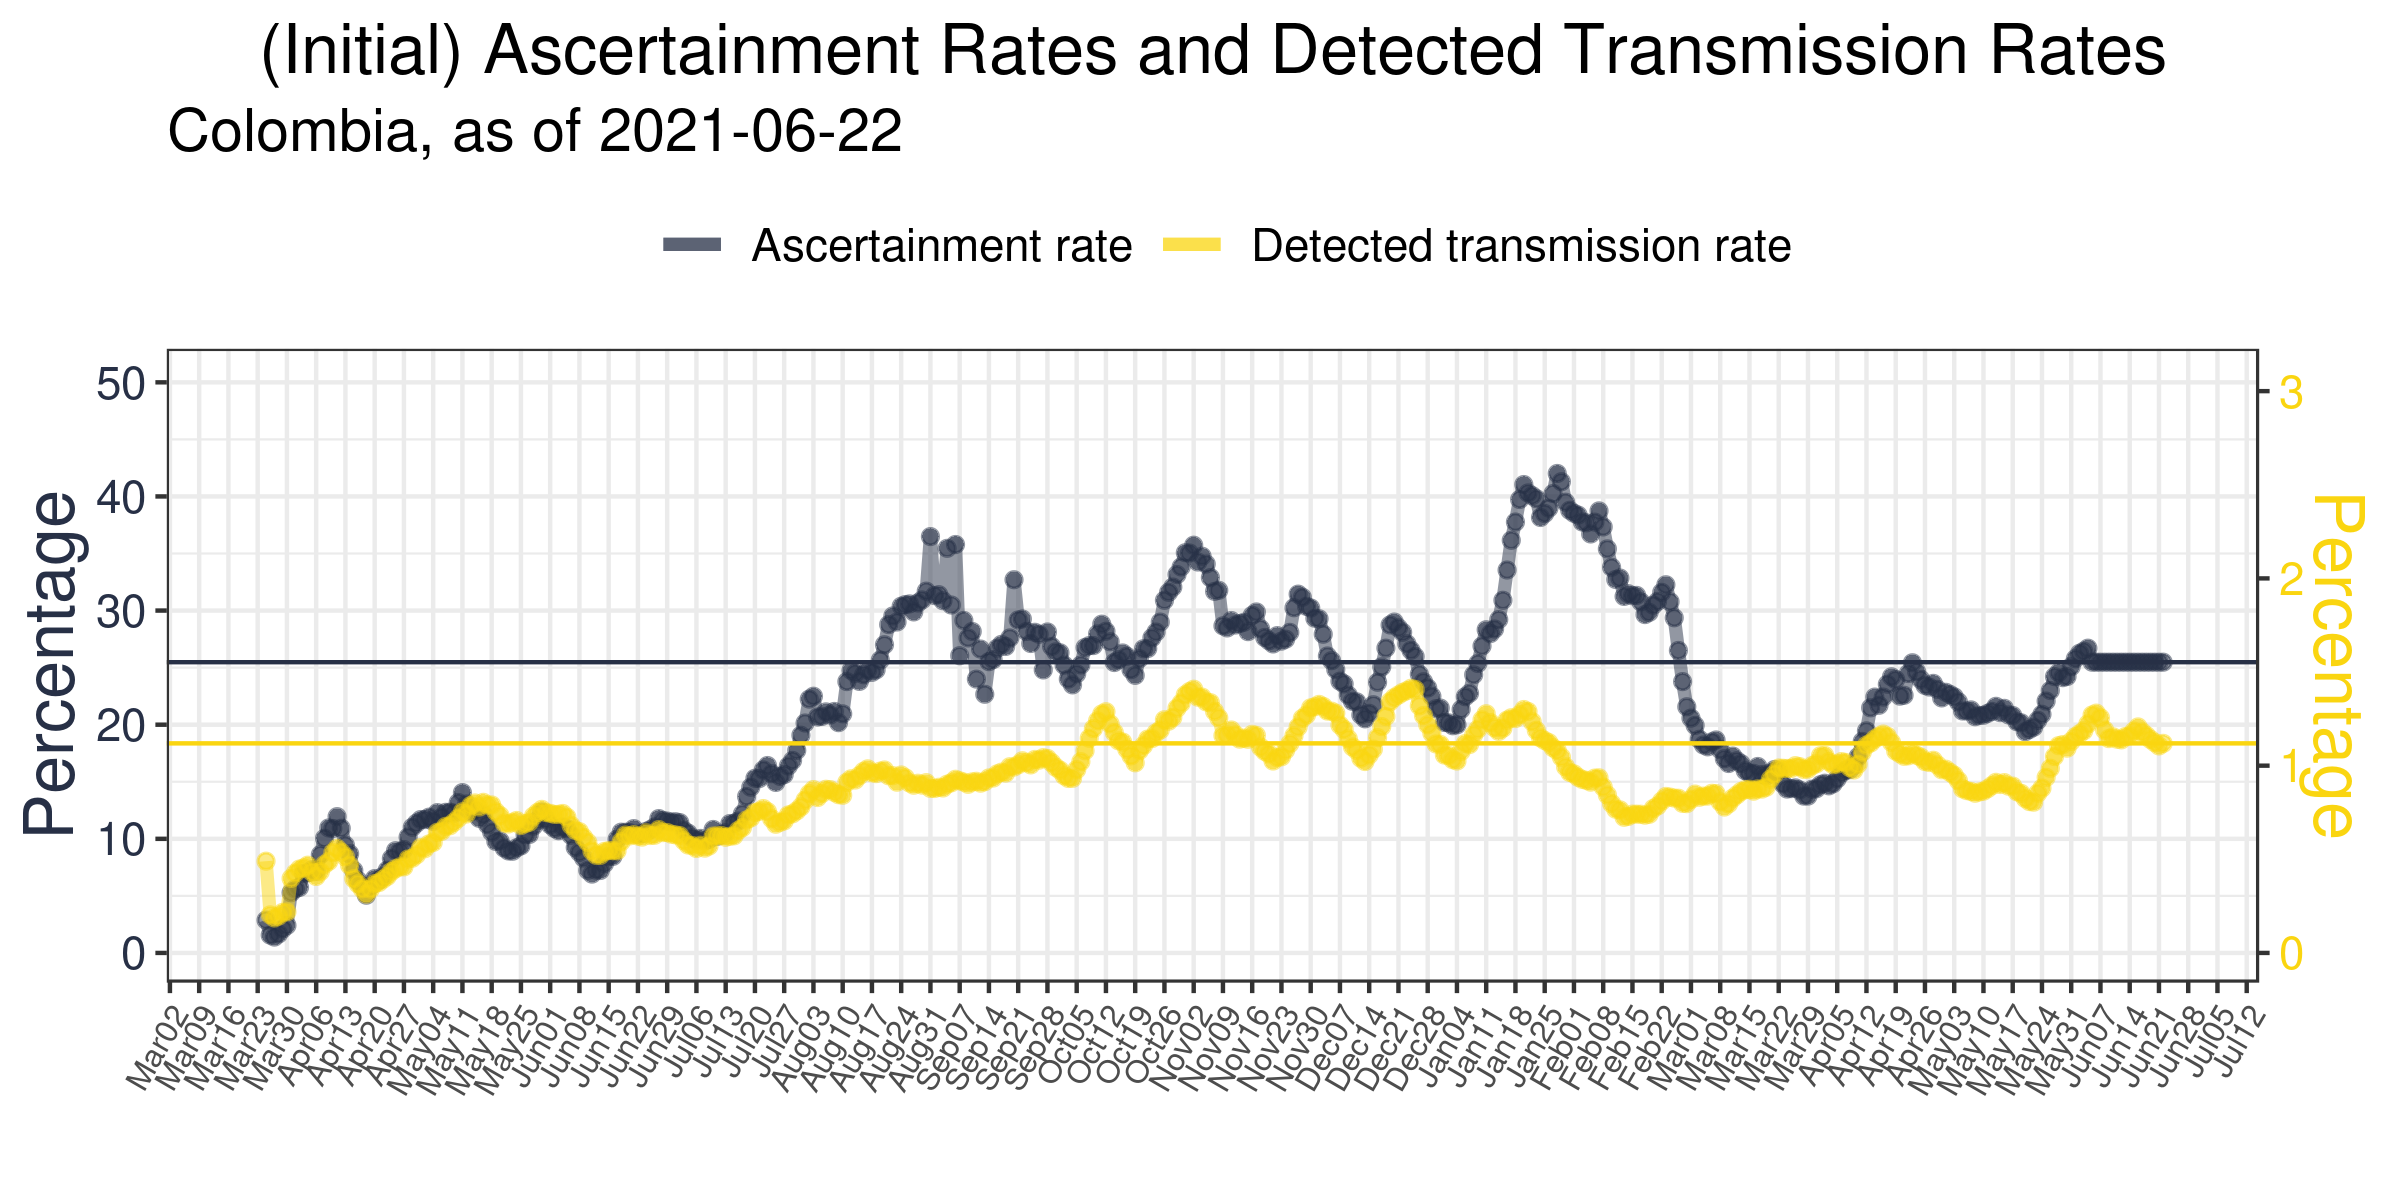 (Initial) Ascertainment Rates and Detected Transmission Rates
Colombia, as of 2021-06-22
Ascertainment rate
Detected transmission rate
Percentage
50
40
30
20
10
0
3
2
1
0
Percentage
Mar02
Mar09
Mar16
Mar23
Mar30
Apr06
Apr13
Apr20
Apr27
May04
May11
May18
May25
Jun01
Jun08
Jun15
Jun22
Jun29
Jul06
Jul13
Jul20
Jul27
Aug03
Aug10
Aug17
Aug24
Aug31
Sep07
Sep14
Sep21
Sep28
Oct05
Oct12
Oct19
Oct26
Nov02
Nov09
Nov16
Nov23
Nov30
Dec07
Dec14
Dec21
Dec28
Jan04
Jan11
Jan18
Jan25
Feb01
Feb08
Feb15
Feb22
Mar01
Mar08
Mar15
Mar22
Mar29
Apr05
Apr12
Apr19
Apr26
May03
May10
May17
May24
May31
Jun07
Jun14
Jun21
Jun28
Jul05
Jul12